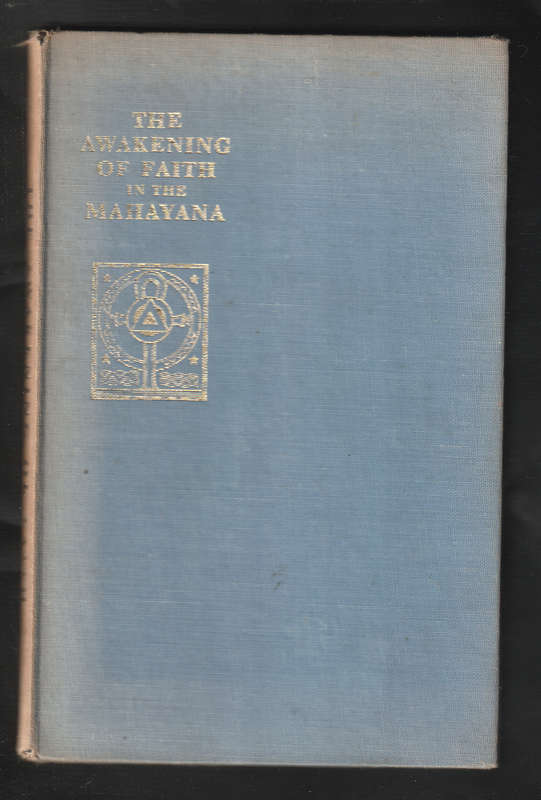 THE
AWAKENING
OF FAITH
IN THE
MAHAYANA